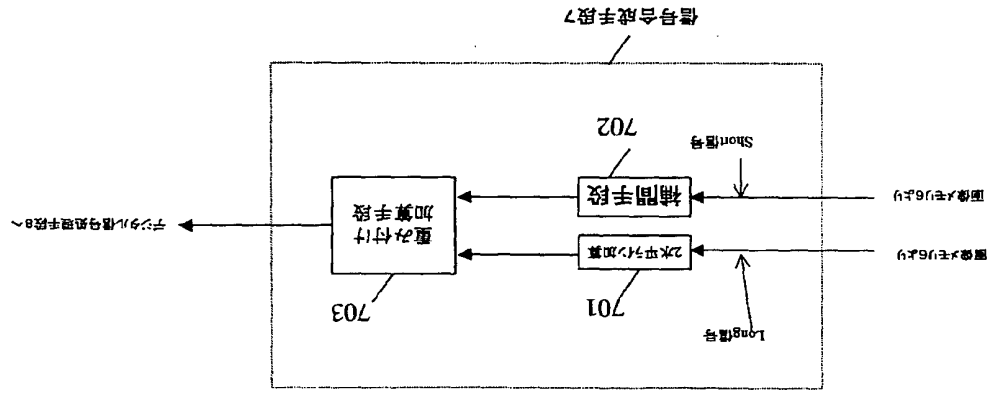 Long信号
701
703
画像メモリ6より
2水平ライン加算
重み付け
加算手段
デジタル信号処理手段8へ
画像メモリ6より
補間手段
Short信号
702
信号合成手段7